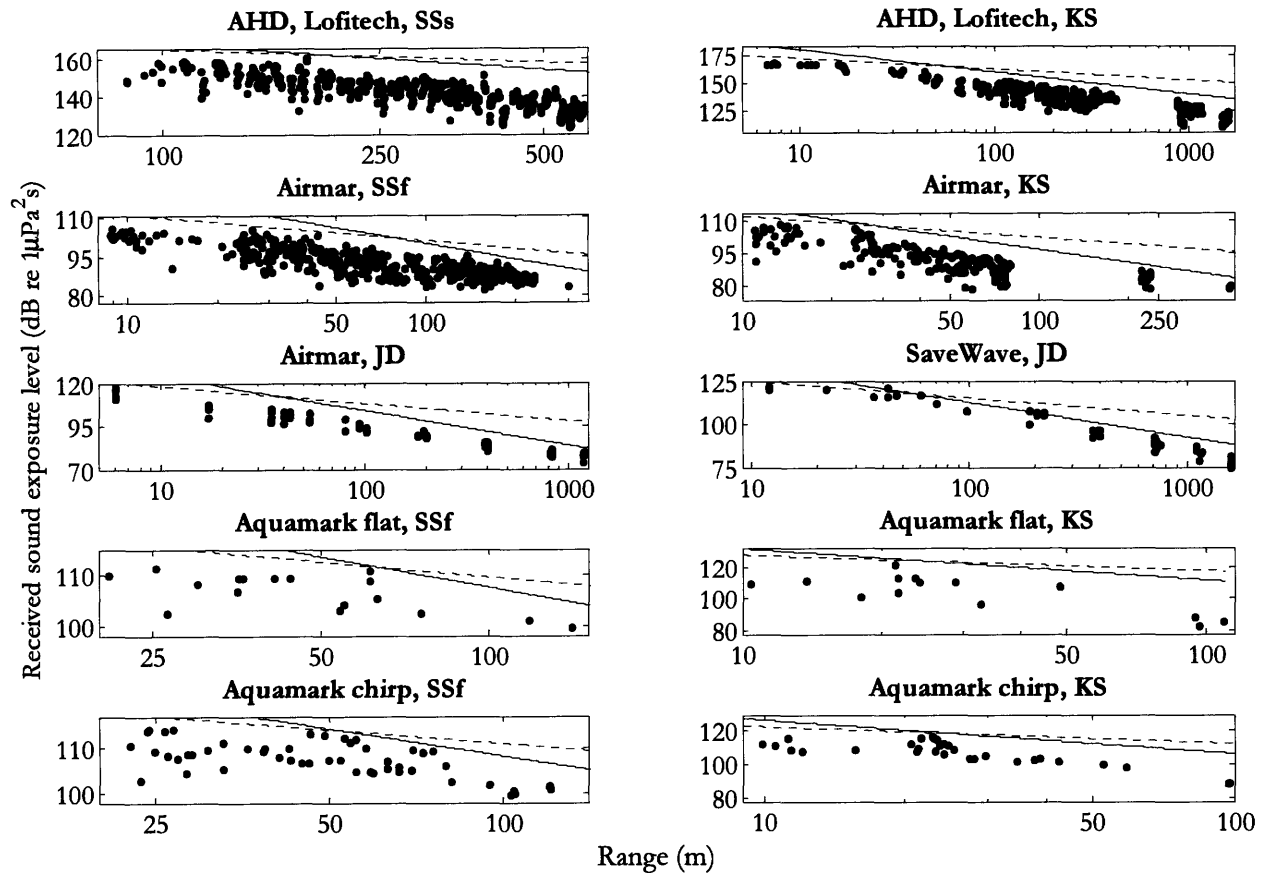 AHD, Lofitech, SSs
160
140
120
100 250 500
AHD, Lofitech, KS
175
150
125
10 100 1000
Airmar, SSf
110
95
80
10 50 100
Airmar, KS
110
95
80
10 50 100 250
Airmar, JD
120
95
70
10 100 1000
SaveWave, JD
125
100
75
10 100 1000
Aquamark flat, SSf
110
100
25 50 100
Aquamark flat, KS
120
100
80
10 50 100
Aquamark chirp, SSf
110
100
25 50 100
Aquamark chirp, KS
120
100
80
10 50 100
Received sound exposure level (dB re 1μPa²s)
Range (m)